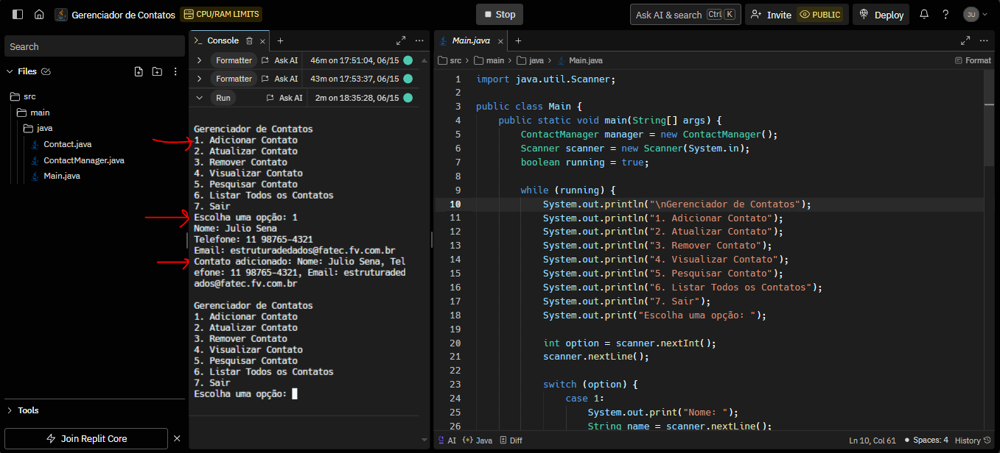 Gerenciador de Contatos
CPU/RAM LIMITS
Stop
Ask AI & search Ctrl K
Invite
PUBLIC
Deploy
JU
Search
Files
src
main
java
Contact.java
ContactManager.java
Main.java
Tools
Join Replit Core
Console
Formatter Ask AI 46m on 17:51:04, 06/15
Formatter Ask AI 43m on 17:53:37, 06/15
Run Ask AI 2m on 18:35:28, 06/15
Gerenciador de Contatos
1. Adicionar Contato
2. Atualizar Contato
3. Remover Contato
4. Visualizar Contato
5. Pesquisar Contato
6. Listar Todos os Contatos
7. Sair
Escolha uma opção: 1
Nome: Julio Sena
Telefone: 11 98765-4321
Email: estruturadedados@fatec.fv.com.br
Contato adicionado: Nome: Julio Sena, Tel
efone: 11 98765-4321, Email: estruturaded
ados@fatec.fv.com.br
Gerenciador de Contatos
1. Adicionar Contato
2. Atualizar Contato
3. Remover Contato
4. Visualizar Contato
5. Pesquisar Contato
6. Listar Todos os Contatos
7. Sair
Escolha uma opção:
Main.java
src > main > java > Main.java
Format
1 import java.util.Scanner;
2
3 public class Main {
4 public static void main(String[] args) {
5 ContactManager manager = new ContactManager();
6 Scanner scanner = new Scanner(System.in);
7 boolean running = true;
8
9 while (running) {
10 System.out.println("\nGerenciador de Contatos");
11 System.out.println("1. Adicionar Contato");
12 System.out.println("2. Atualizar Contato");
13 System.out.println("3. Remover Contato");
14 System.out.println("4. Visualizar Contato");
15 System.out.println("5. Pesquisar Contato");
16 System.out.println("6. Listar Todos os Contatos");
17 System.out.println("7. Sair");
18 System.out.print("Escolha uma opção: ");
19
20 int option = scanner.nextInt();
21 scanner.nextLine();
22
23 switch (option) {
24 case 1:
25 System.out.print("Nome: ");
26 String name = scanner.nextLine();
AI Java Diff
Ln 10, Col 61 Spaces: 4 History